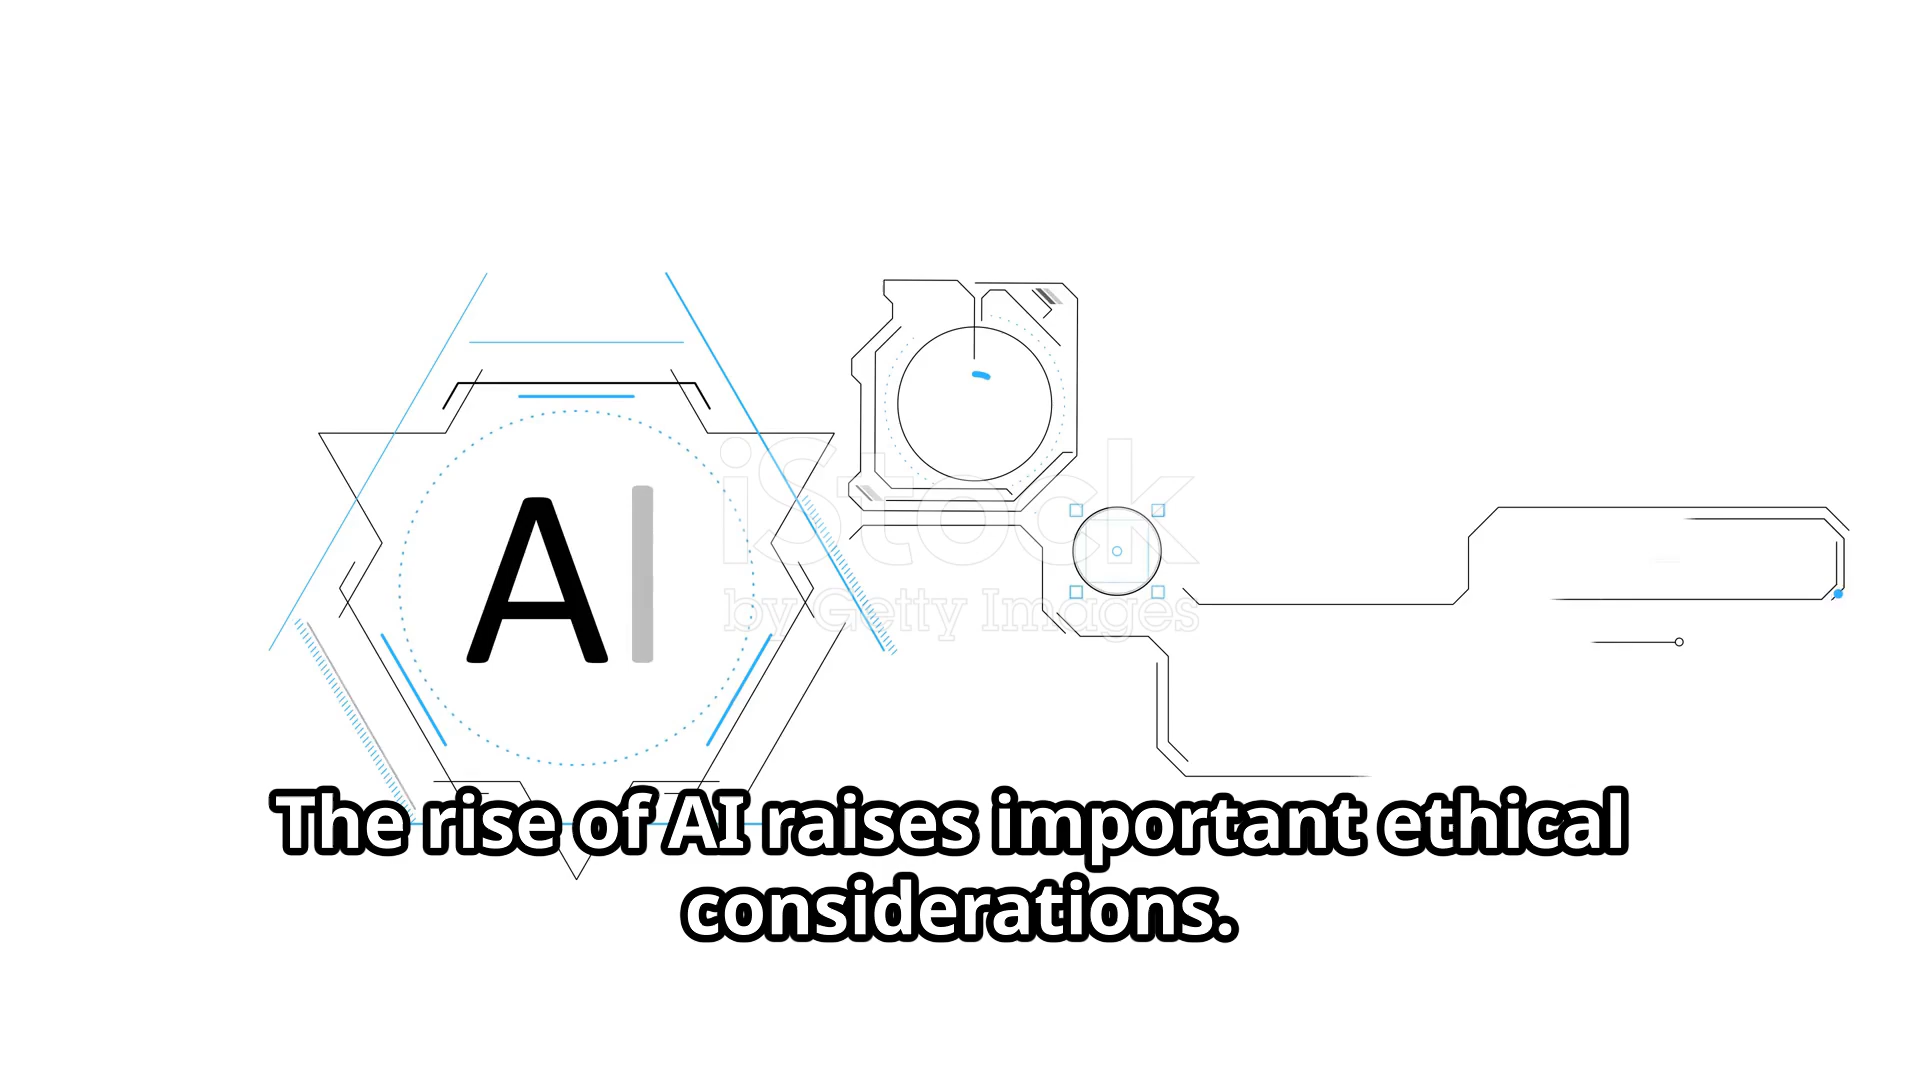 AI
iStock
by Getty Images
The rise of AI raises important ethical
considerations.